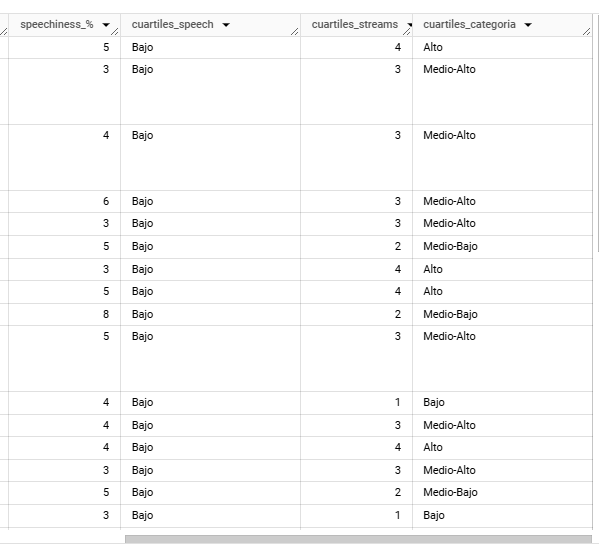 speechiness_% cuartiles_speech cuartiles_streams cuartiles_categoria
5 Bajo 4 Alto
3 Bajo 3 Medio-Alto
4 Bajo 3 Medio-Alto
6 Bajo 3 Medio-Alto
3 Bajo 3 Medio-Alto
5 Bajo 2 Medio-Bajo
3 Bajo 4 Alto
5 Bajo 4 Alto
8 Bajo 2 Medio-Bajo
5 Bajo 3 Medio-Alto
4 Bajo 1 Bajo
4 Bajo 3 Medio-Alto
4 Bajo 4 Alto
3 Bajo 3 Medio-Alto
5 Bajo 2 Medio-Bajo
3 Bajo 1 Bajo